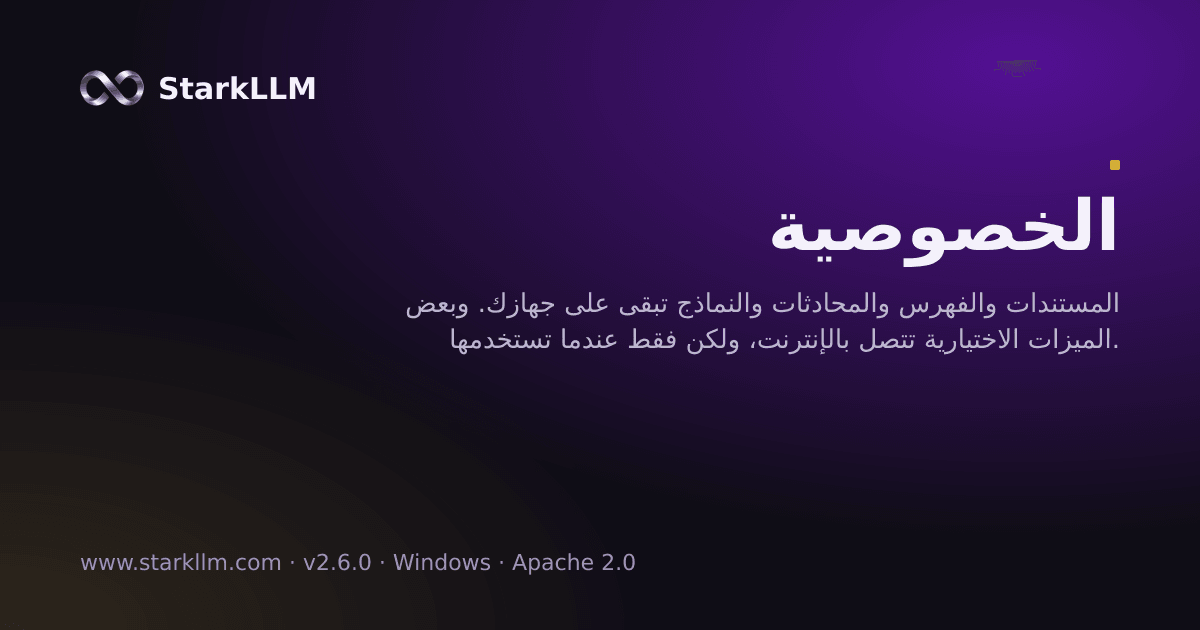 StarkLLM
الخصوصية
المستندات والفهرس والمحادثات والنماذج تبقى على جهازك. وبعض
الميزات الاختيارية تتصل بالإنترنت، ولكن فقط عندما تستخدمها.
www.starkllm.com · v2.6.0 · Windows · Apache 2.0